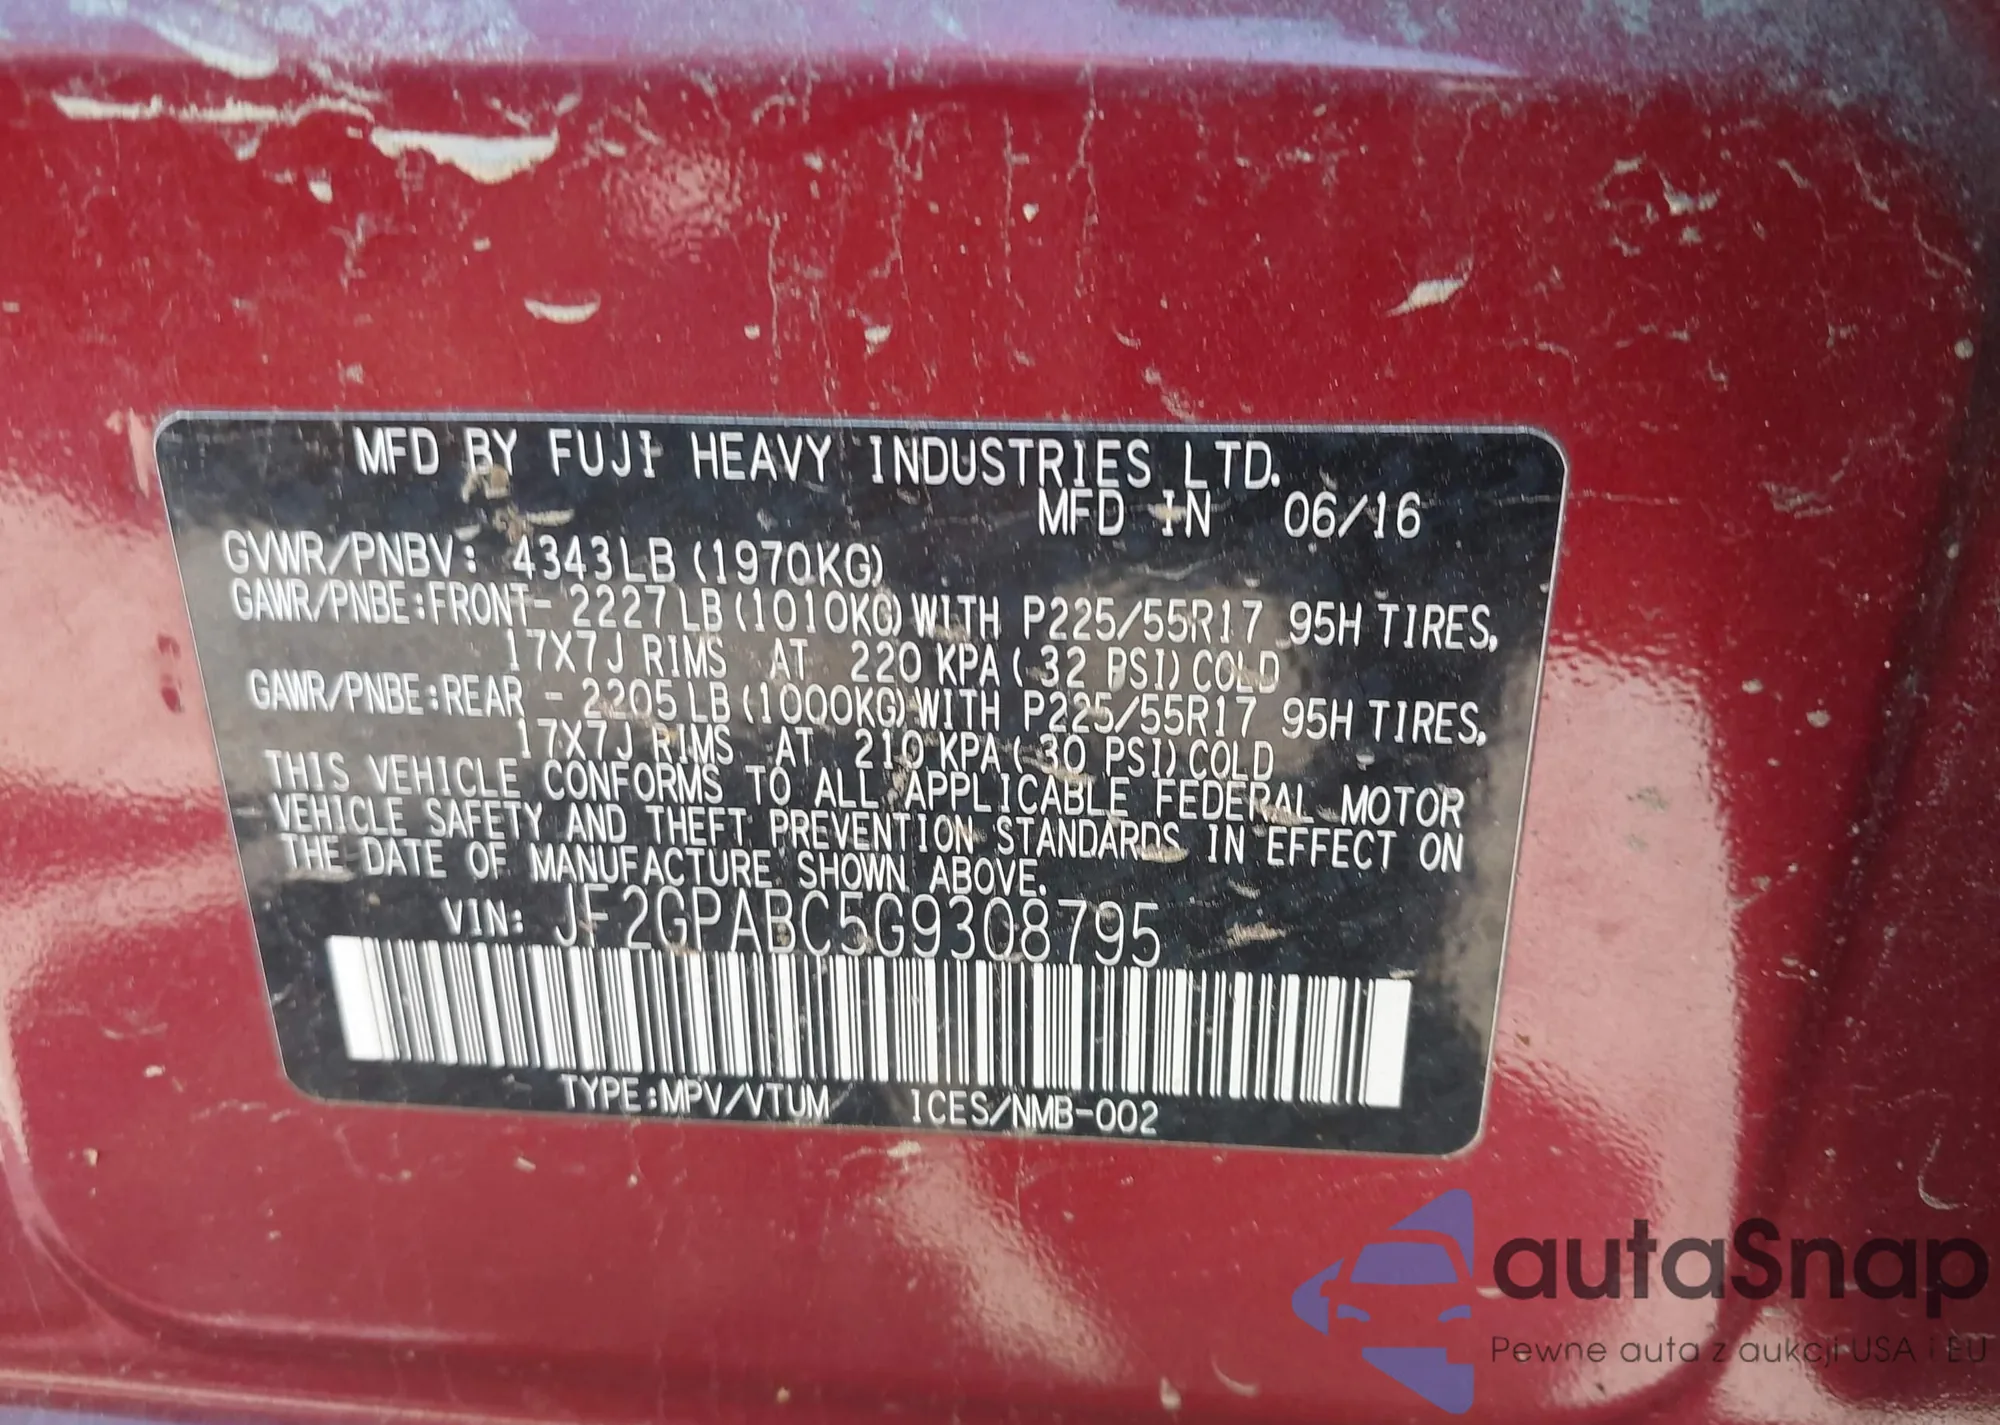 MFD BY FUJI HEAVY INDUSTRIES LTD.
MFD IN 06/16
GVWR/PNBV: 4343LB (1970KG)
GAWR/PNBE:FRONT- 2227LB (1010KG) WITH P225/55R17 95H TIRES,
17X7J RIMS AT 220 KPA ( 32 PSI) COLD
GAWR/PNBE:REAR - 2205LB (1000KG) WITH P225/55R17 95H TIRES,
17X7J RIMS AT 210 KPA ( 30 PSI) COLD
THIS VEHICLE CONFORMS TO ALL APPLICABLE FEDERAL MOTOR
VEHICLE SAFETY AND THEFT PREVENTION STANDARDS IN EFFECT ON
THE DATE OF MANUFACTURE SHOWN ABOVE.
VIN: JF2GPABC5G9308795
TYPE:MPV/VTUM ICES/NMB-002
autaSnap
Pewne auta z aukcji USA i EU